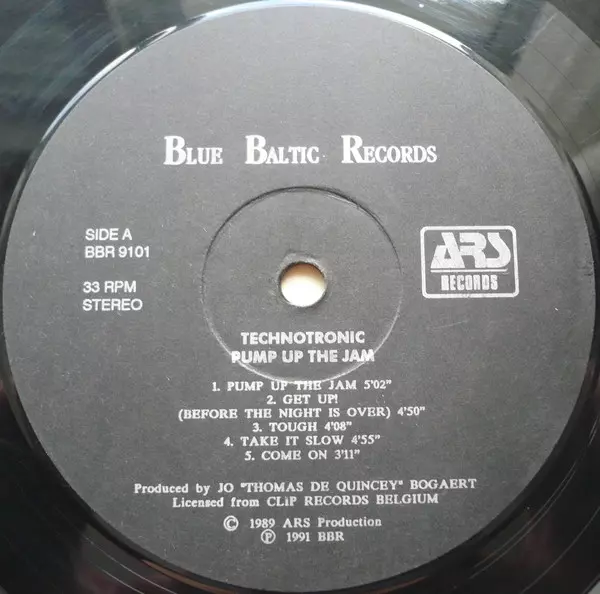 BLUE BALTIC RECORDS
SIDE A
BBR 9101
33 RPM
STEREO
ARS
RECORDS
TECHNOTRONIC
PUMP UP THE JAM
1. PUMP UP THE JAM 5'02"
2. GET UP!
(BEFORE THE NIGHT IS OVER) 4'50"
3. TOUGH 4'08"
4. TAKE IT SLOW 4'55"
5. COME ON 3'11"
Produced by JO "THOMAS DE QUINCEY" BOGAERT
Licensed from CLiP RECORDS BELGIUM
© 1989 ARS Production
℗ 1991 BBR